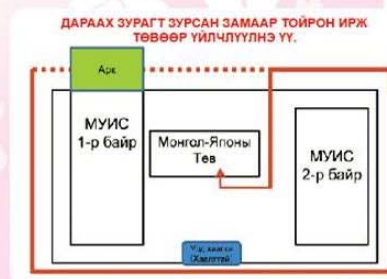 ДАРААХ ЗУРАГТ ЗУРСАН ЗАМААР ТОЙРОН ИРЖ
ТӨВӨӨР ҮЙЛЧЛҮҮЛНЭ ҮҮ.
Арк
МУИС
1-р байр
Монгол-Японы
Төв
МУИС
2-р байр